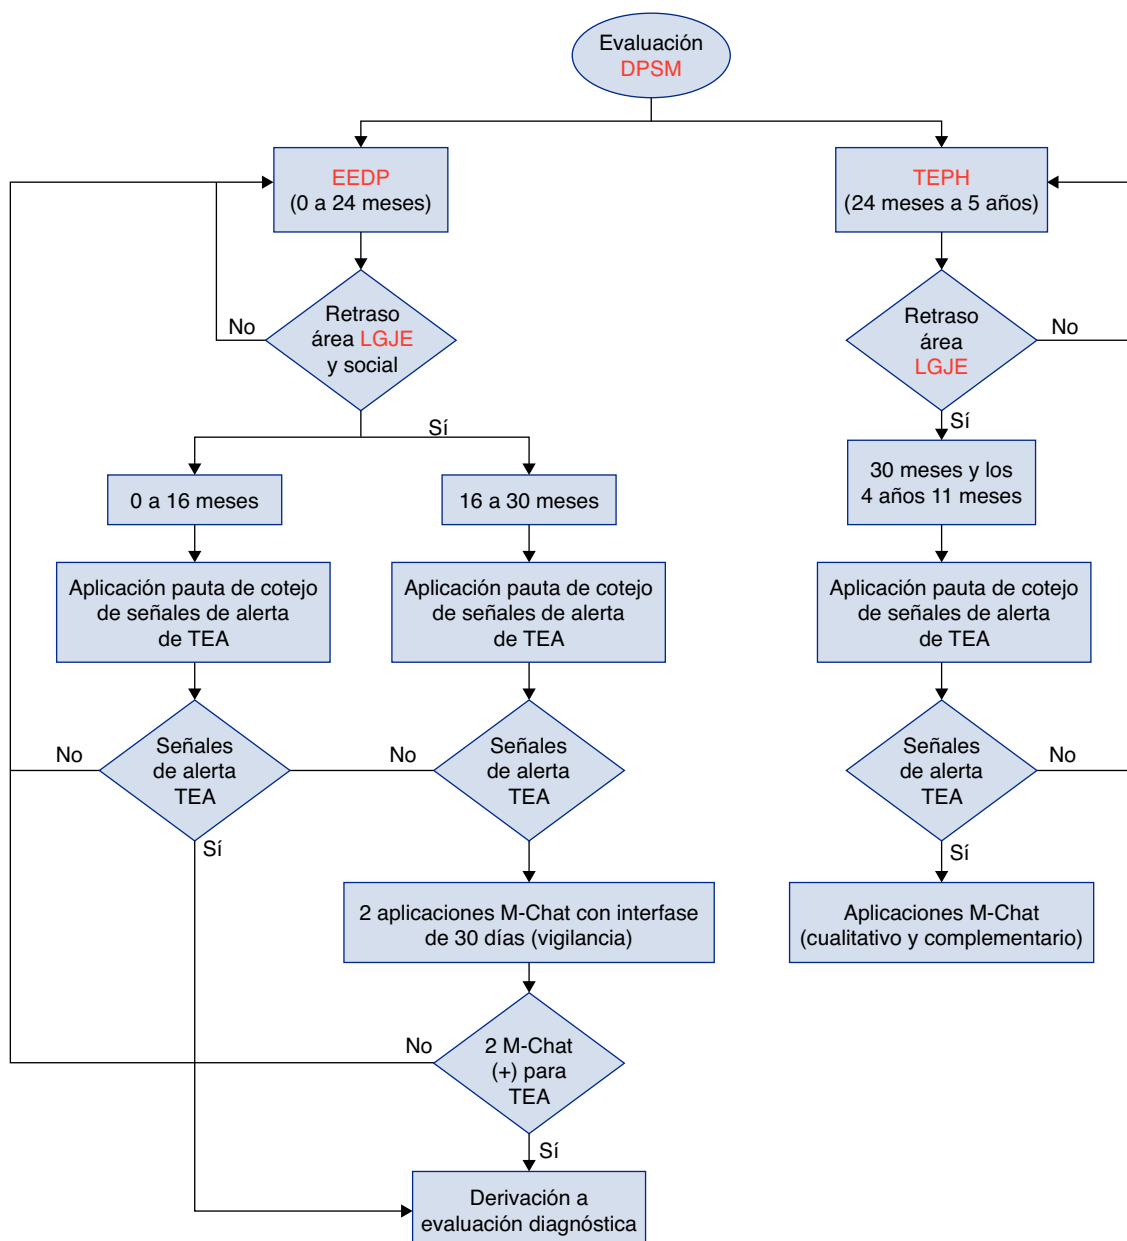 Evaluación
DPSM
EEDP
(0 a 24 meses)
TEPH
(24 meses a 5 años)
Retraso
área LGJE
y social
No
Sí
Retraso
área
LGJE
No
Sí
0 a 16 meses
16 a 30 meses
30 meses y los
4 años 11 meses
Aplicación pauta de cotejo
de señales de alerta
de TEA
Aplicación pauta de cotejo
de señales de alerta
de TEA
Aplicación pauta de cotejo
de señales de alerta
de TEA
No
Señales
de alerta
TEA
Sí
No
Señales
de alerta
TEA
Señales
de alerta
TEA
No
Sí
2 aplicaciones M-Chat con interfase
de 30 días (vigilancia)
Aplicaciones M-Chat
(cualitativo y complementario)
No
2 M-Chat
(+) para
TEA
Sí
Derivación a
evaluación diagnóstica